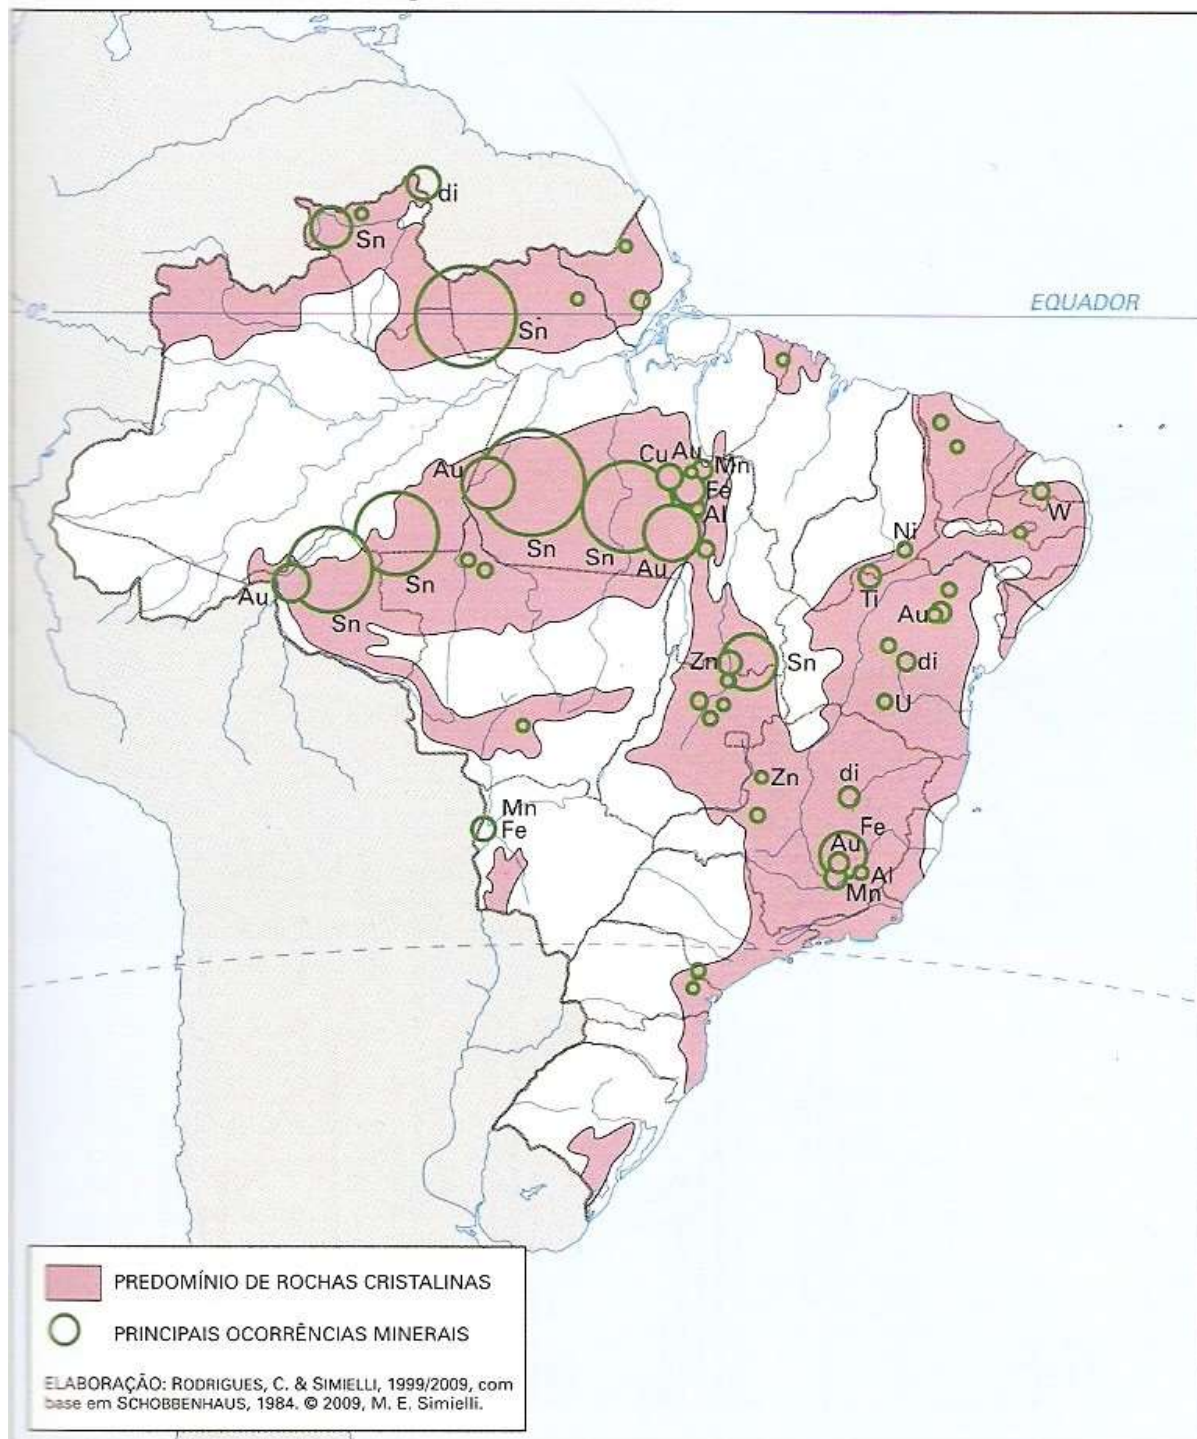 di
Sn
Sn
0°
EQUADOR
Au
Cu
Au
Mn
Fe
Al
Sn
Sn
Au
Sn
Au
Sn
Ni
W
Ti
Au
di
U
Zn
Sn
Zn
di
Mn
Fe
Fe
Au
Al
Mn
PREDOMÍNIO DE ROCHAS CRISTALINAS
PRINCIPAIS OCORRÊNCIAS MINERAIS
ELABORAÇÃO: RODRIGUES, C. & SIMIELLI, 1999/2009, com
base em SCHOBBENHAUS, 1984. © 2009, M. E. Simielli.